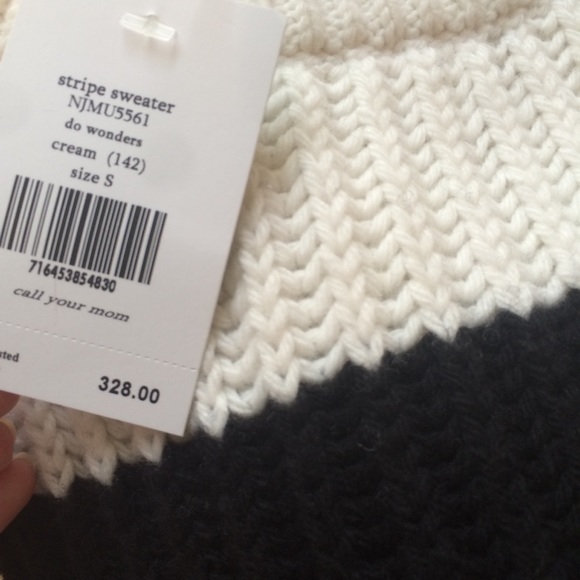 stripe sweater
NJMU5561
do wonders
cream (142)
size S
716453854830
call your mom
328.00